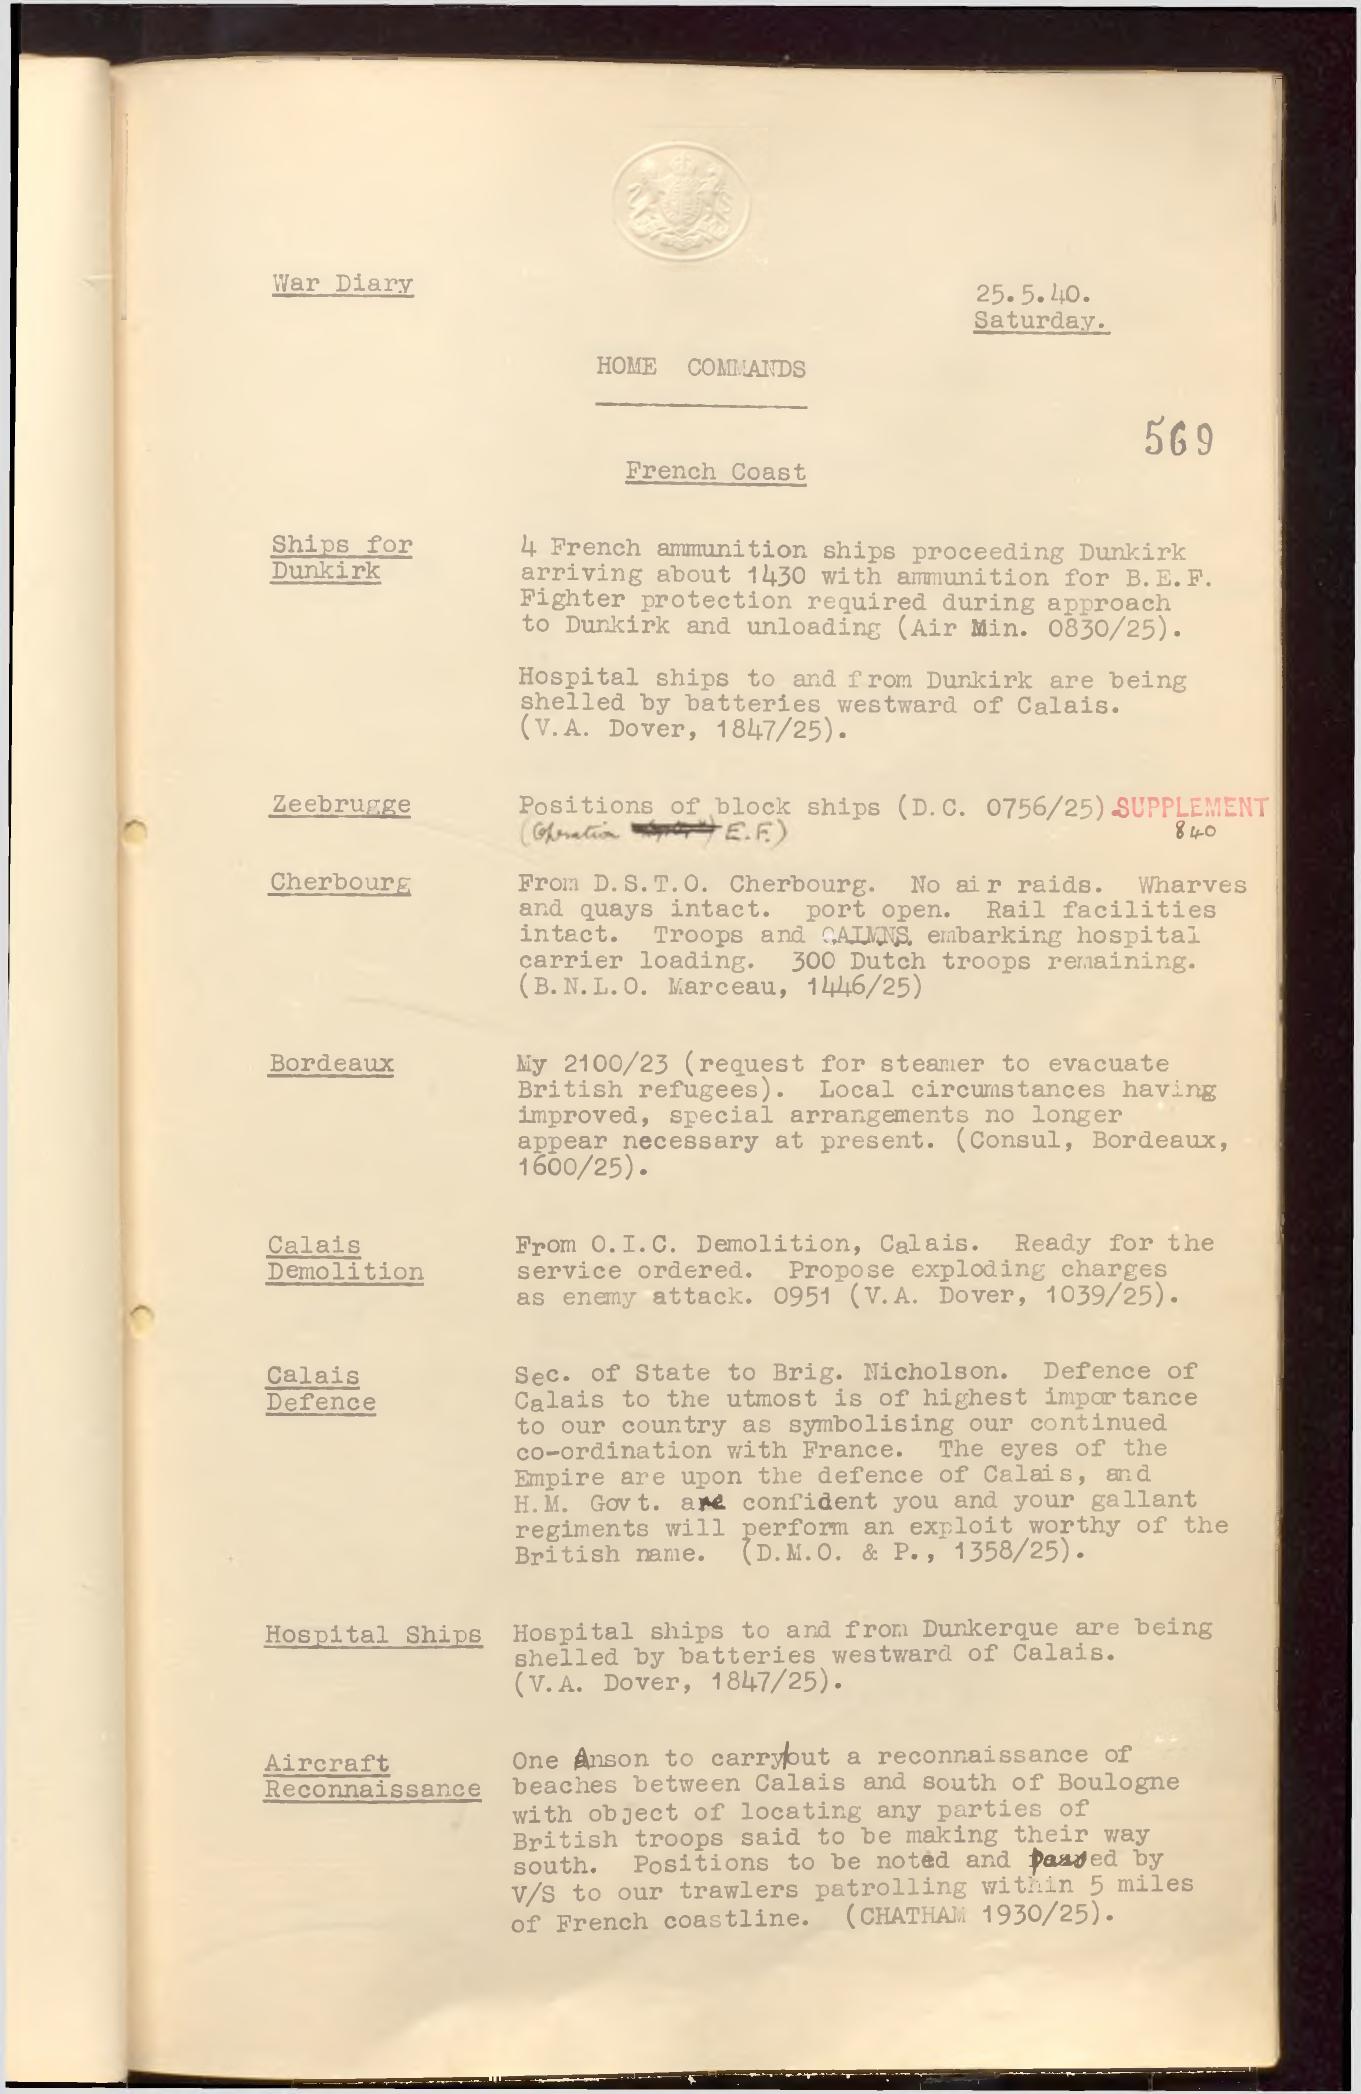 War Diary
25.5.40.
Saturday.
HOME COMMANDS
569
French Coast
Ships for
Dunkirk
4 French ammunition ships proceeding Dunkirk
arriving about 1430 with ammunition for B.E.F.
Fighter protection required during approach
to Dunkirk and unloading (Air Min. 0830/25).
Hospital ships to and from Dunkirk are being
shelled by batteries westward of Calais.
(V.A. Dover, 1847/25).
Zeebrugge
Positions of block ships (D.C. 0756/25). SUPPLEMENT
(Operation E.F.) 840
Cherbourg
From D.S.T.O. Cherbourg. No air raids. Wharves
and quays intact. port open. Rail facilities
intact. Troops and embarking hospital
carrier loading. 300 Dutch troops remaining.
(B.N.L.O. Marceau, 1446/25)
Bordeaux
My 2100/23 (request for steamer to evacuate
British refugees). Local circumstances having
improved, special arrangements no longer
appear necessary at present. (Consul, Bordeaux,
1600/25).
Calais
Demolition
From O.I.C. Demolition, Calais. Ready for the
service ordered. Propose exploding charges
as enemy attack. 0951 (V.A. Dover, 1039/25).
Calais
Defence
Sec. of State to Brig. Nicholson. Defence of
Calais to the utmost is of highest importance
to our country as symbolising our continued
co-ordination with France. The eyes of the
Empire are upon the defence of Calais, and
H.M. Govt. are confident you and your gallant
regiments will perform an exploit worthy of the
British name. (D.M.O. & P., 1358/25).
Hospital Ships
Hospital ships to and from Dunkerque are being
shelled by batteries westward of Calais.
(V.A. Dover, 1847/25).
Aircraft
Reconnaissance
One Anson to carry/out a reconnaissance of
beaches between Calais and south of Boulogne
with object of locating any parties of
British troops said to be making their way
south. Positions to be noted and passed by
V/S to our trawlers patrolling within 5 miles
of French coastline. (CHATHAM 1930/25).